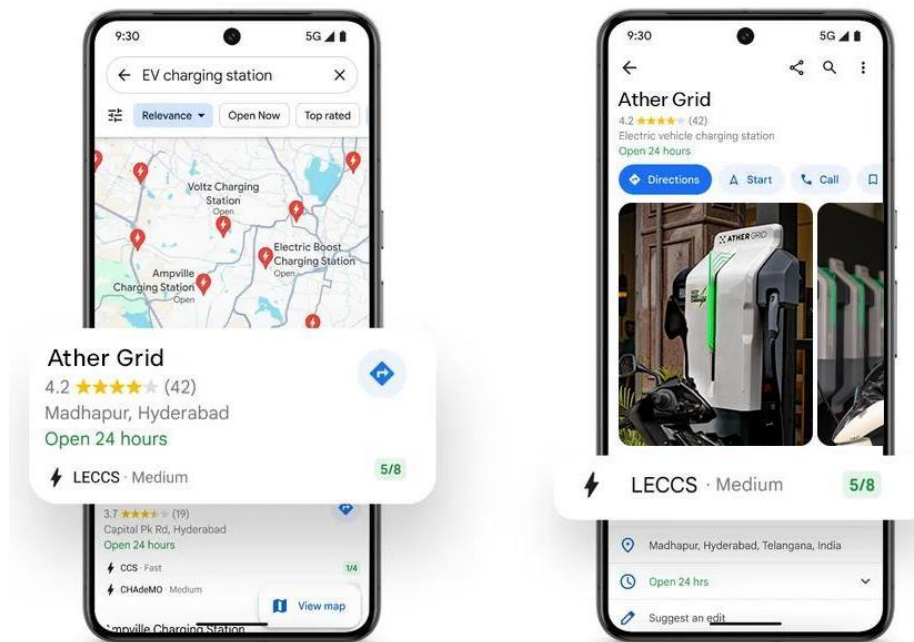 9:30
5G
EV charging station
Relevance
Open Now
Top rated
Voltz Charging
Station
Open
Electric Boost
Charging Station
Open
Ampville
Charging Station
Open
Ather Grid
4.2 (42)
Madhapur, Hyderabad
Open 24 hours
LECCS · Medium
5/8
3.7 (19)
Capital Pk Rd, Hyderabad
Open 24 hours
CCS · Fast
1/4
CHAdeMO · Medium
View map
Ampville Charging Station
9:30
5G
Ather Grid
4.2 (42)
Electric vehicle charging station
Open 24 hours
Directions
Start
Call
ATHER GRID
LECCS · Medium
5/8
Madhapur, Hyderabad, Telangana, India
Open 24 hrs
Suggest an edit